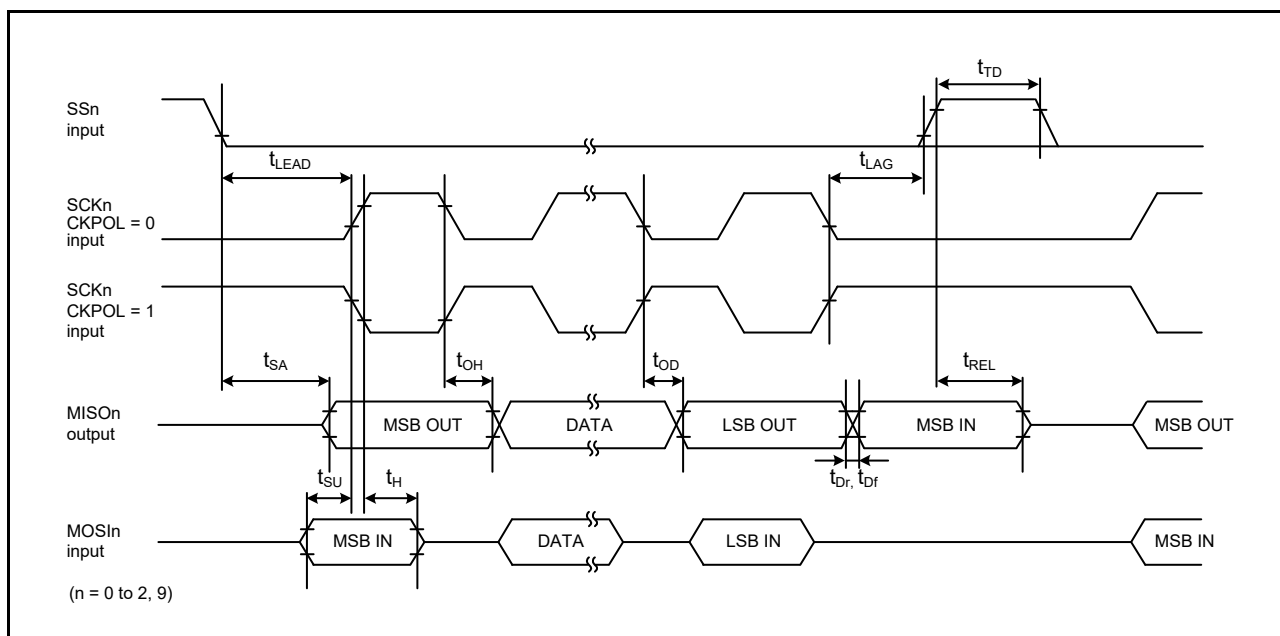 tTD
SSn
input
tLEAD
tLAG
SCKn
CKPOL = 0
input
SCKn
CKPOL = 1
input
tSA
tOH
tOD
tREL
MISOn
output
MSB OUT
DATA
LSB OUT
MSB IN
MSB OUT
tSU
tH
tDr, tDf
MOSIn
input
MSB IN
DATA
LSB IN
MSB IN
(n = 0 to 2, 9)